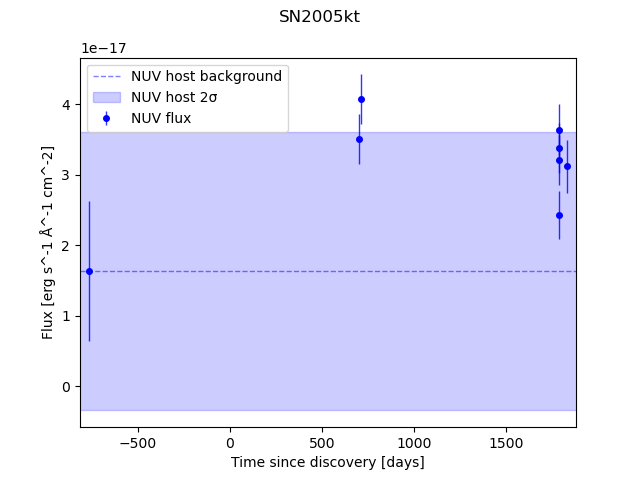 SN2005kt
1e−17
NUV host background
NUV host 2σ
NUV flux
4
3
2
1
0
Flux [erg s^-1 Å^-1 cm^-2]
−500
0
500
1000
1500
Time since discovery [days]